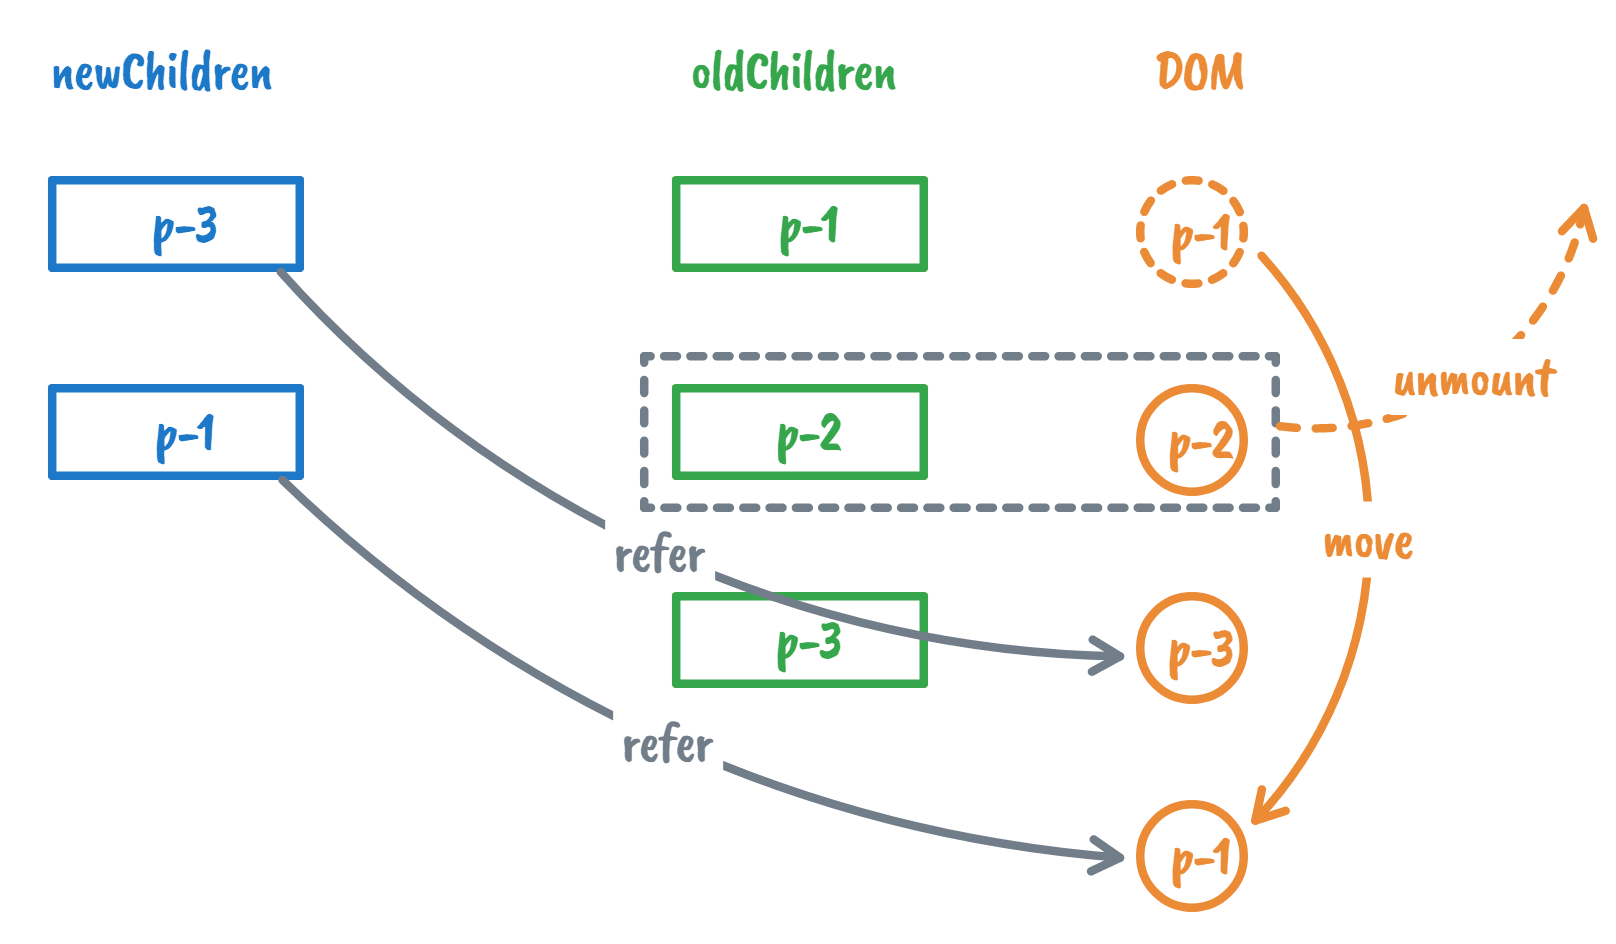 newChildren
oldChildren
DOM
p-3
p-1
p-1
unmount
p-1
p-2
p-2
refer
move
p-3
p-3
refer
p-1